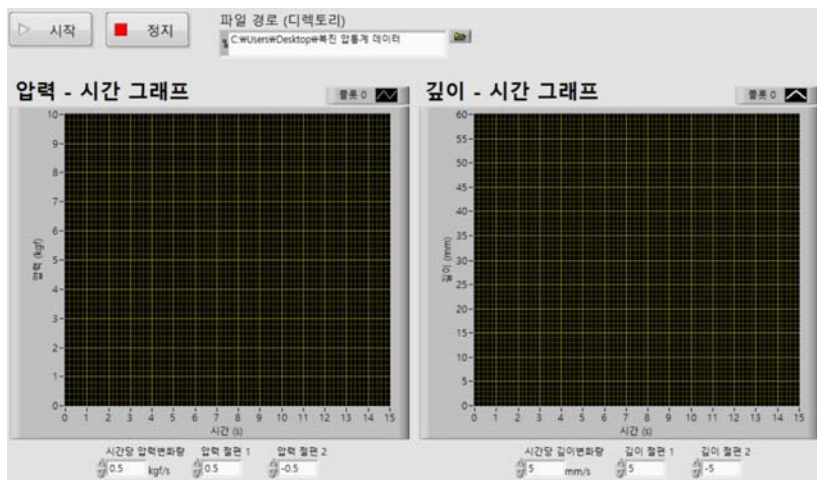 시작
정지
파일 경로 (디렉토리)
C:₩Users₩Desktop₩복진 압통계 데이터
압력 - 시간 그래프
플롯 0
10
9
8
7
6
5
4
3
2
1
0
압력 (kgf)
0 1 2 3 4 5 6 7 8 9 10 11 12 13 14 15
시간 (s)
시간당 압력변화량 압력 절편 1 압력 절편 2
0.5 kgf/s 0.5 -0.5
깊이 - 시간 그래프
플롯 0
60
55
50
45
40
35
30
25
20
15
10
5
0
깊이 (mm)
0 1 2 3 4 5 6 7 8 9 10 11 12 13 14 15
시간 (s)
시간당 깊이변화량 깊이 절편 1 깊이 절편 2
5 mm/s 5 -5